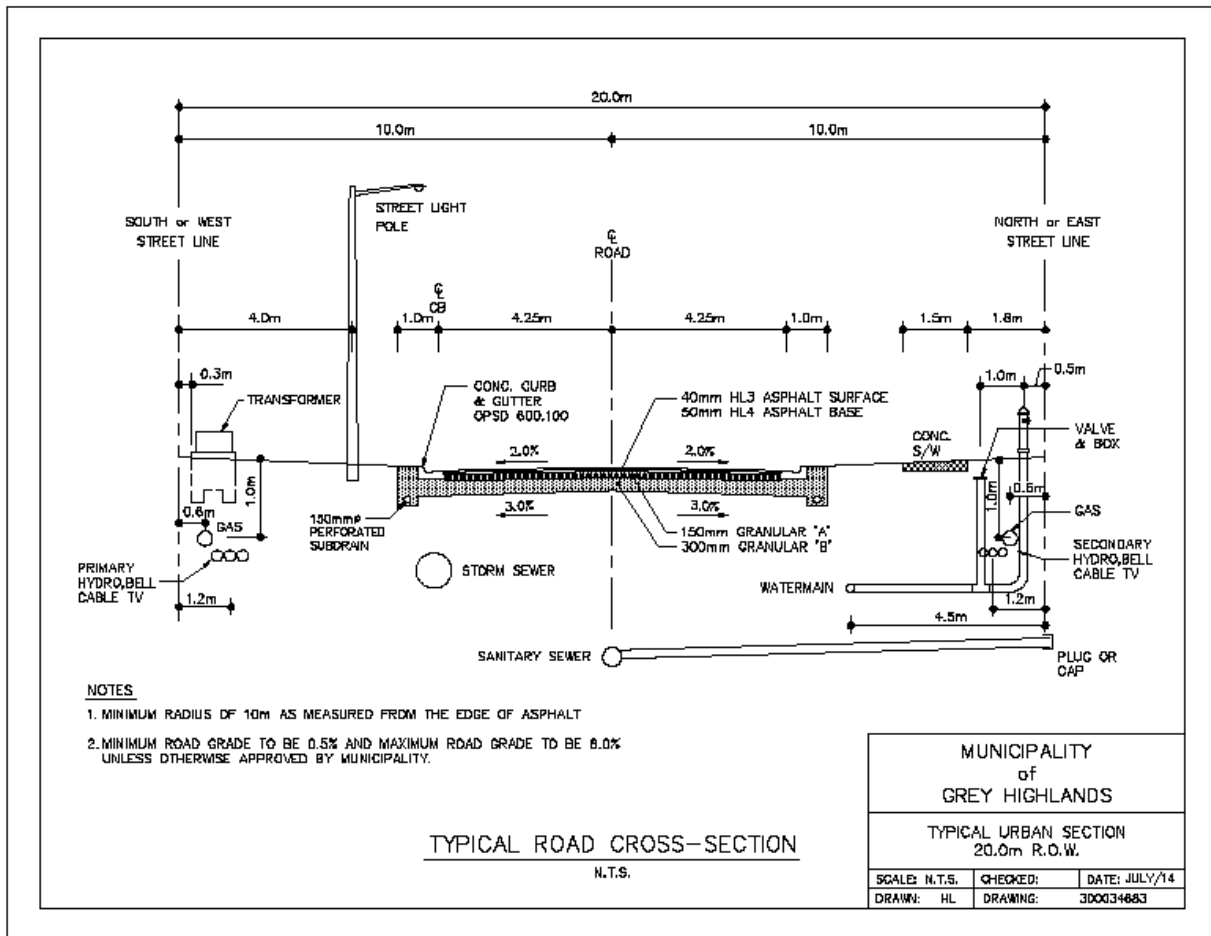 20.0m
10.0m
10.0m
STREET LIGHT
POLE
SOUTH or WEST
STREET LINE
NORTH or EAST
STREET LINE
℄
ROAD
℄
CB
4.0m
1.0m
4.25m
4.25m
1.0m
1.5m
1.8m
0.3m
TRANSFORMER
CONC. CURB
& GUTTER
OPSD 600.100
40mm HL3 ASPHALT SURFACE
50mm HL4 ASPHALT BASE
1.0m
0.5m
VALVE
& BOX
CONC.
S/W
2.0%
2.0%
1.0m
1.0m
0.6m
0.6m
3.0%
3.0%
GAS
GAS
150mmø
PERFORATED
SUBDRAIN
150mm GRANULAR "A"
300mm GRANULAR "B"
PRIMARY
HYDRO,BELL
CABLE TV
SECONDARY
HYDRO,BELL
CABLE TV
STORM SEWER
WATERMAIN
1.2m
1.2m
4.5m
SANITARY SEWER
PLUG OR
CAP
NOTES
1. MINIMUM RADIUS OF 10m AS MEASURED FROM THE EDGE OF ASPHALT
2. MINIMUM ROAD GRADE TO BE 0.5% AND MAXIMUM ROAD GRADE TO BE
UNLESS OTHERWISE APPROVED BY MUNICIPALITY.
TYPICAL ROAD CROSS-SECTION
N.T.S.
MUNICIPALITY
of
GREY HIGHLANDS
TYPICAL URBAN SECTION
20.0m R.O.W.
SCALE: N.T.S. CHECKED: DATE: JULY/14
DRAWN: HL DRAWING: